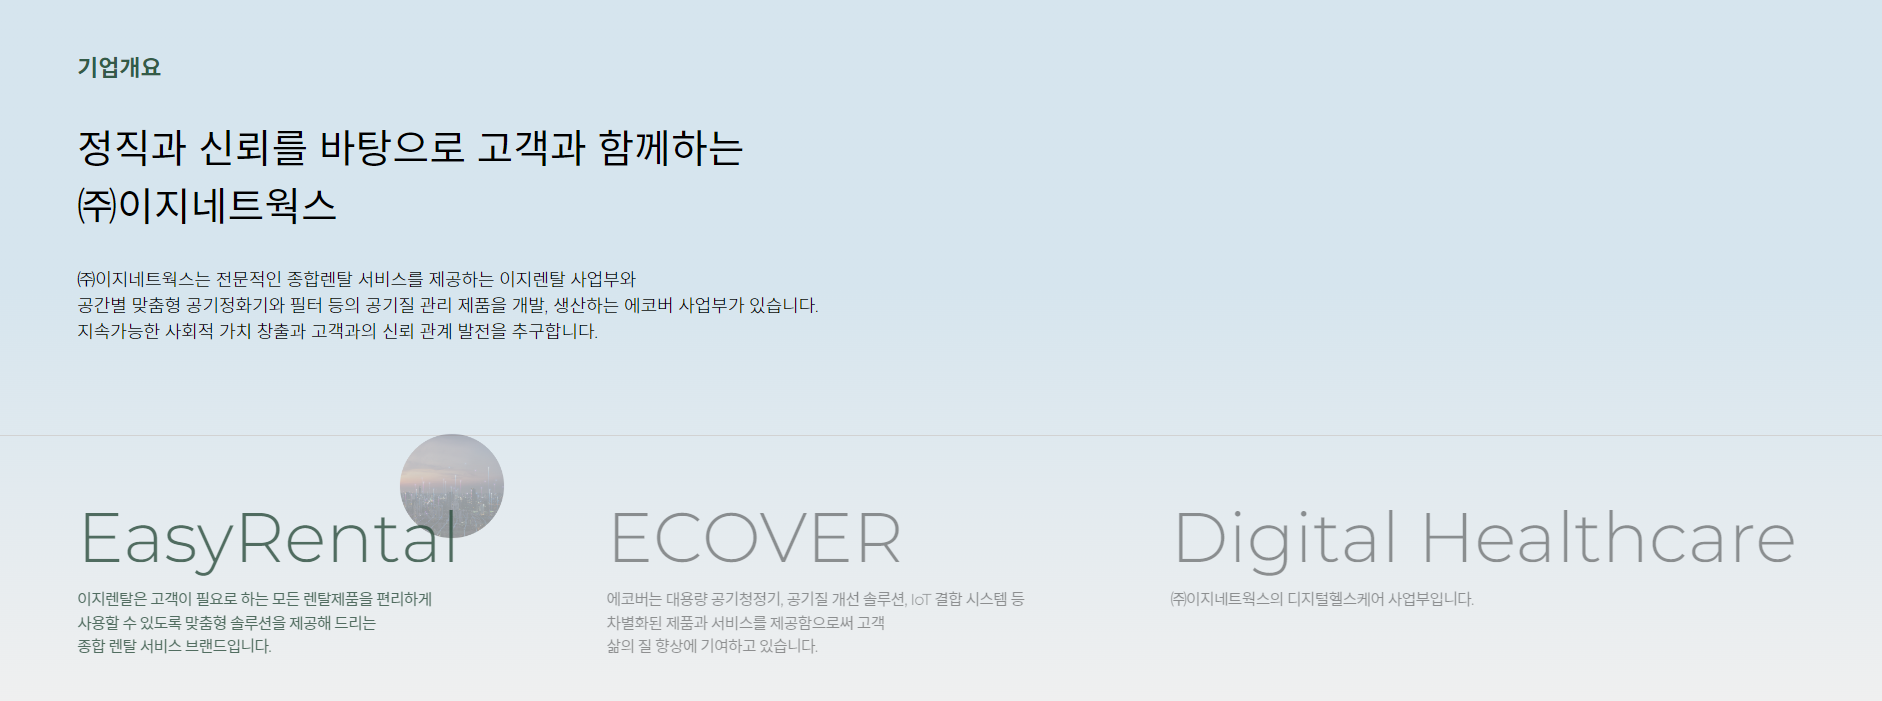 기업개요
정직과 신뢰를 바탕으로 고객과 함께하는
㈜이지네트웍스
㈜이지네트웍스는 전문적인 종합렌탈 서비스를 제공하는 이지렌탈 사업부와
공간별 맞춤형 공기정화기와 필터 등의 공기질 관리 제품을 개발, 생산하는 에코버 사업부가 있습니다.
지속가능한 사회적 가치 창출과 고객과의 신뢰 관계 발전을 추구합니다.
EasyRental
이지렌탈은 고객이 필요로 하는 모든 렌탈제품을 편리하게
사용할 수 있도록 맞춤형 솔루션을 제공해 드리는
종합 렌탈 서비스 브랜드입니다.
ECOVER
에코버는 대용량 공기청정기, 공기질 개선 솔루션, IoT 결합 시스템 등
차별화된 제품과 서비스를 제공함으로써 고객
삶의 질 향상에 기여하고 있습니다.
Digital Healthcare
㈜이지네트웍스의 디지털헬스케어 사업부입니다.